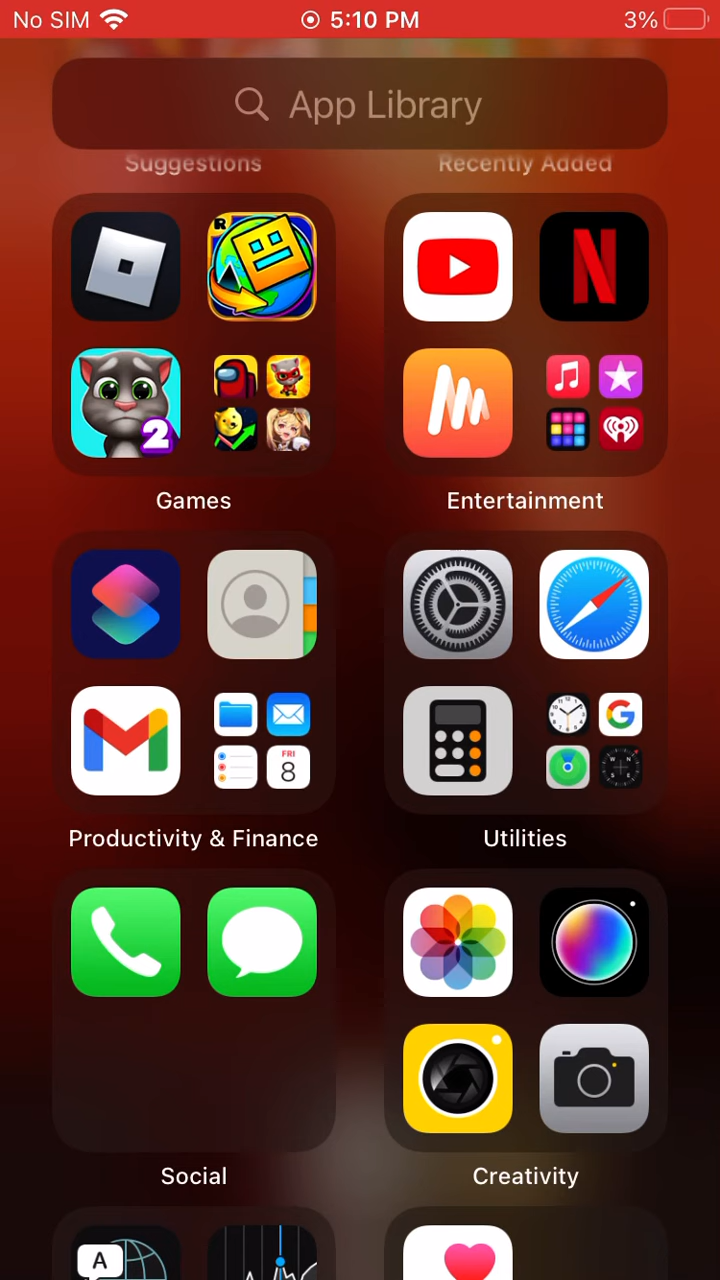 No SIM 5:10 PM 3%
App Library
Suggestions Recently Added
R
2
Games Entertainment
FRI
8
Productivity & Finance Utilities
Social Creativity
A